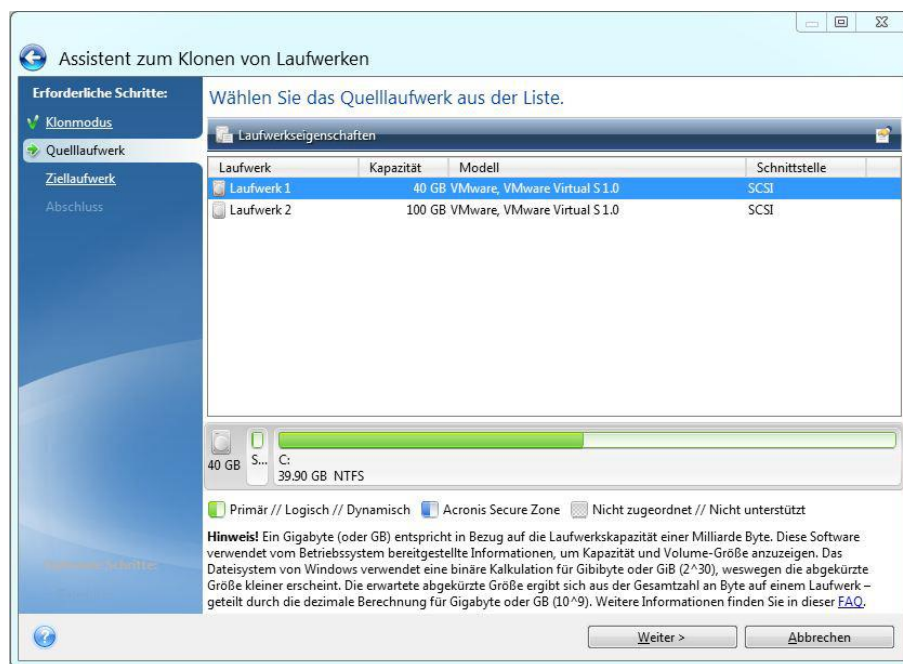 Assistent zum Klonen von Laufwerken
Erforderliche Schritte:
Klonmodus
Quelllaufwerk
Ziellaufwerk
Abschluss
Wählen Sie das Quelllaufwerk aus der Liste.
Laufwerkseigenschaften
Laufwerk Kapazität Modell Schnittstelle
Laufwerk 1 40 GB VMware, VMware Virtual S 1.0 SCSI
Laufwerk 2 100 GB VMware, VMware Virtual S 1.0 SCSI
40 GB
S...
C:
39.90 GB NTFS
Primär // Logisch // Dynamisch Acronis Secure Zone Nicht zugeordnet // Nicht unterstützt
Hinweis! Ein Gigabyte (oder GB) entspricht in Bezug auf die Laufwerkskapazität einer Milliarde Byte. Diese Software
verwendet vom Betriebssystem bereitgestellte Informationen, um Kapazität und Volume-Größe anzuzeigen. Das
Dateisystem von Windows verwendet eine binäre Kalkulation für Gibibyte oder GiB (2^30), weswegen die abgekürzte
Größe kleiner erscheint. Die erwartete abgekürzte Größe ergibt sich aus der Gesamtzahl an Byte auf einem Laufwerk –
geteilt durch die dezimale Berechnung für Gigabyte oder GB (10^9). Weitere Informationen finden Sie in dieser FAQ.
Schritte:
? Weiter > Abbrechen